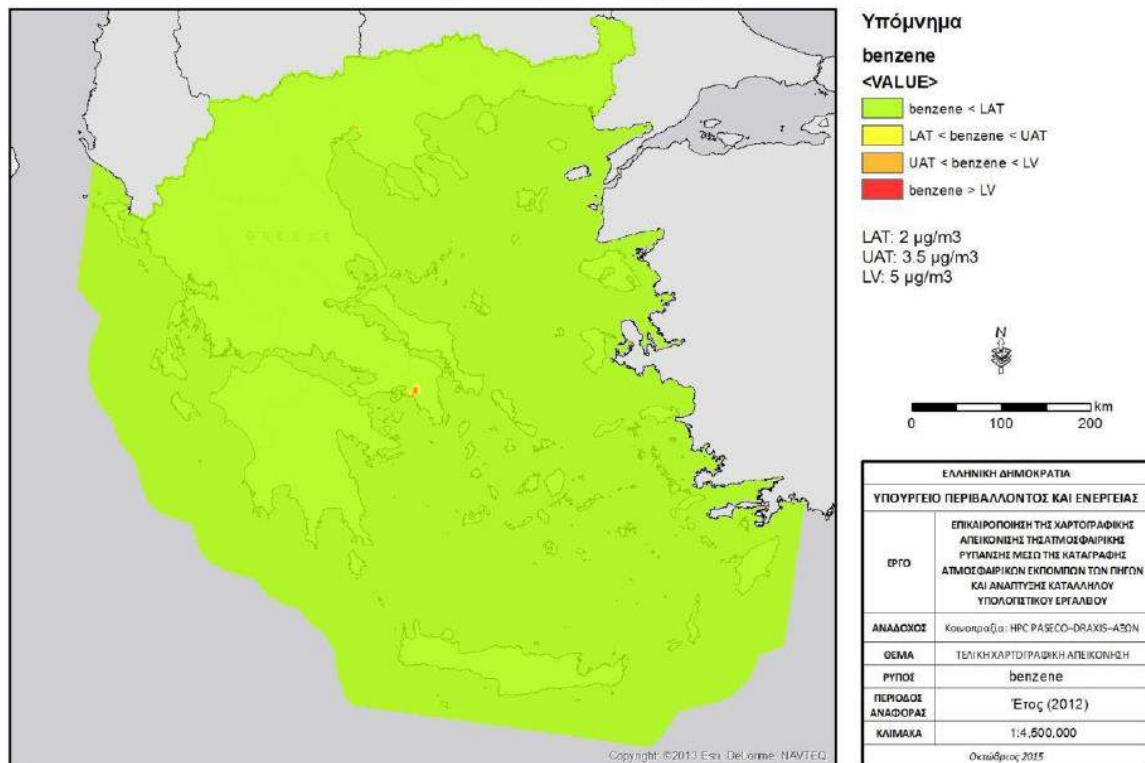 Υπόμνημα
benzene
<VALUE>
benzene < LAT
LAT < benzene < UAT
UAT < benzene < LV
benzene > LV
LAT: 2 µg/m3
UAT: 3.5 µg/m3
LV: 5 µg/m3
N
km
0 100 200
GREECE
ΕΛΛΗΝΙΚΗ ΔΗΜΟΚΡΑΤΙΑ
ΥΠΟΥΡΓΕΙΟ ΠΕΡΙΒΑΛΛΟΝΤΟΣ ΚΑΙ ΕΝΕΡΓΕΙΑΣ
ΕΡΓΟ
ΕΠΙΚΑΙΡΟΠΟΙΗΣΗ ΤΗΣ ΧΑΡΤΟΓΡΑΦΙΚΗΣ
ΑΠΕΙΚΟΝΙΣΗΣ ΤΗΣΑΤΜΟΣΦΑΙΡΙΚΗΣ
ΡΥΠΑΝΣΗΣ ΜΕΣΩ ΤΗΣ ΚΑΤΑΓΡΑΦΗΣ
ΑΤΜΟΣΦΑΙΡΙΚΩΝ ΕΚΠΟΜΠΩΝ ΤΩΝ ΠΗΓΩΝ
ΚΑΙ ΑΝΑΠΤΥΞΗΣ ΚΑΤΑΛΛΗΛΟΥ
ΥΠΟΛΟΓΙΣΤΙΚΟΥ ΕΡΓΑΛΕΙΟΥ
ΑΝΑΔΟΧΟΣ Κοινοπραξία: HPC PASECO–DRAXIS–ΑΞΩΝ
ΘΕΜΑ ΤΕΛΙΚΗ ΧΑΡΤΟΓΡΑΦΙΚΗ ΑΠΕΙΚΟΝΗΣΗ
ΡΥΠΟΣ benzene
ΠΕΡΙΟΔΟΣ
ΑΝΑΦΟΡΑΣ Έτος (2012)
ΚΛΙΜΑΚΑ 1:4,500,000
Οκτώβριος 2015
Copyright: ©2013 Esri, DeLorme, NAVTEQ